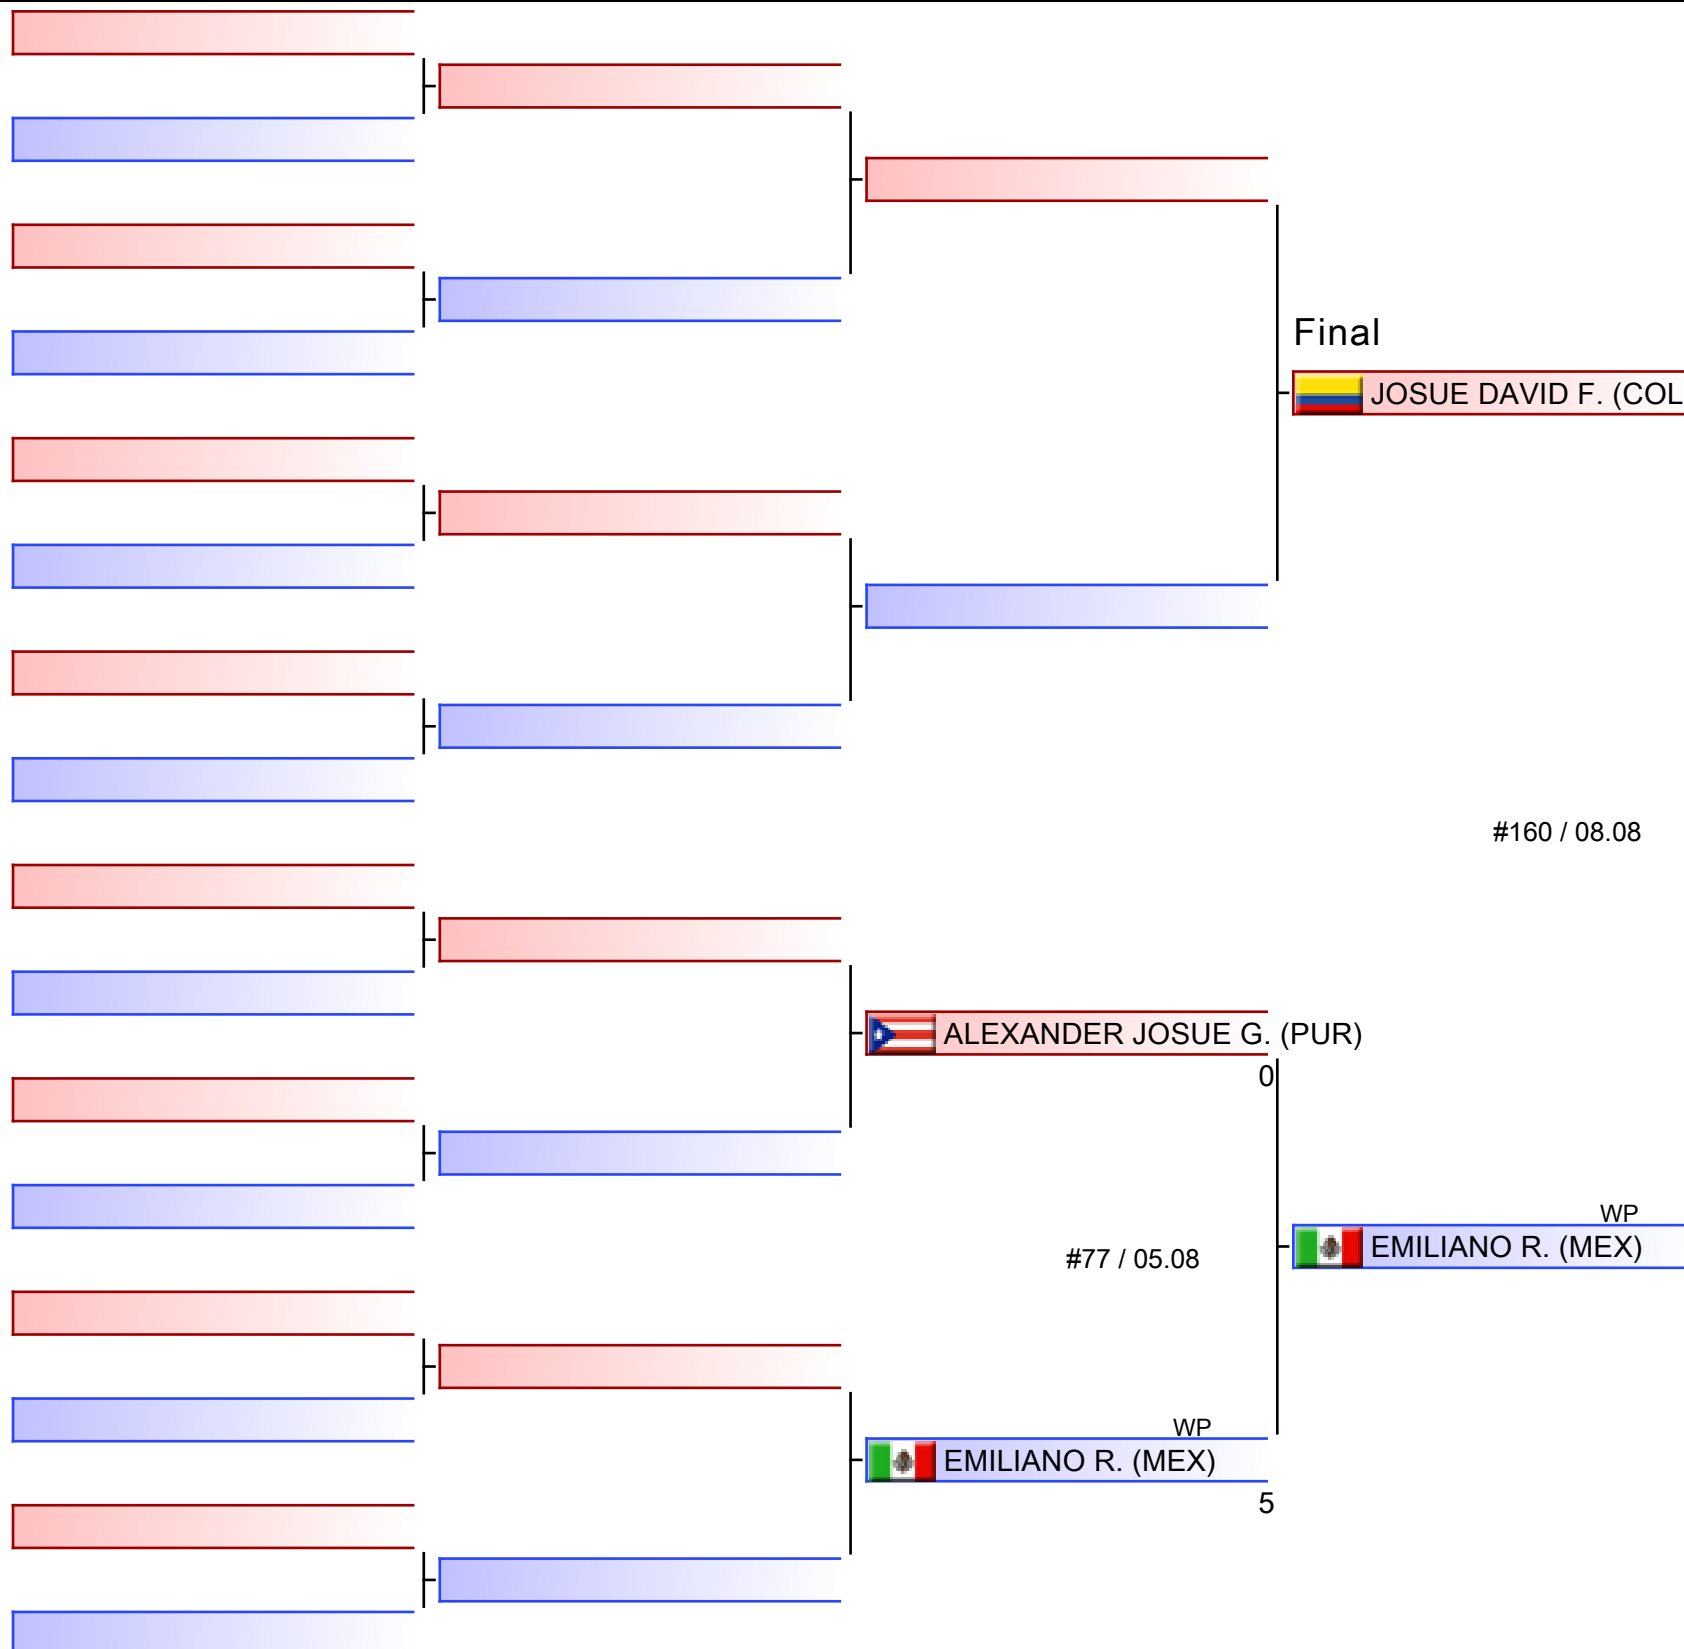 Final
JOSUE DAVID F. (COL
#160 / 08.08
ALEXANDER JOSUE G. (PUR)
0
WP
EMILIANO R. (MEX)
#77 / 05.08
WP
EMILIANO R. (MEX)
5